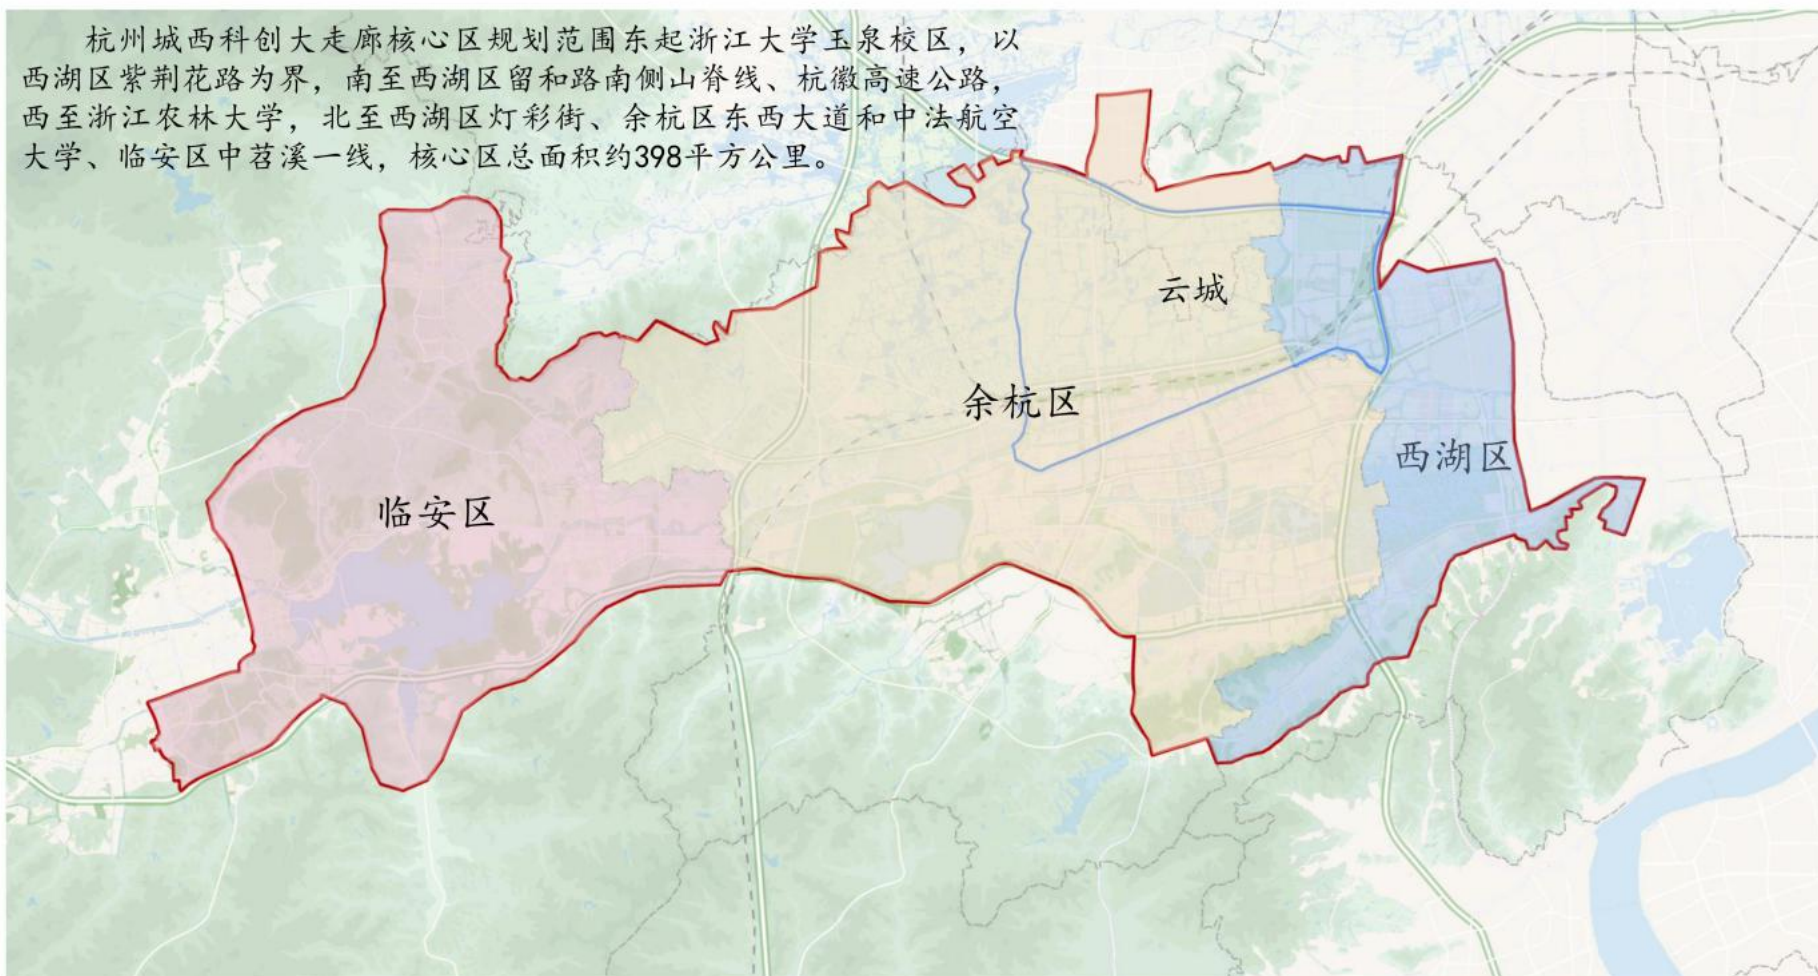 杭州城西科创大走廊核心区规划范围东起浙江大学玉泉校区，以
西湖区紫荆花路为界，南至西湖区留和路南侧山脊线、杭徽高速公路，
西至浙江农林大学，北至西湖区灯彩街、余杭区东西大道和中法航空
大学、临安区中苕溪一线，核心区总面积约398平方公里。
云城
余杭区
西湖区
临安区